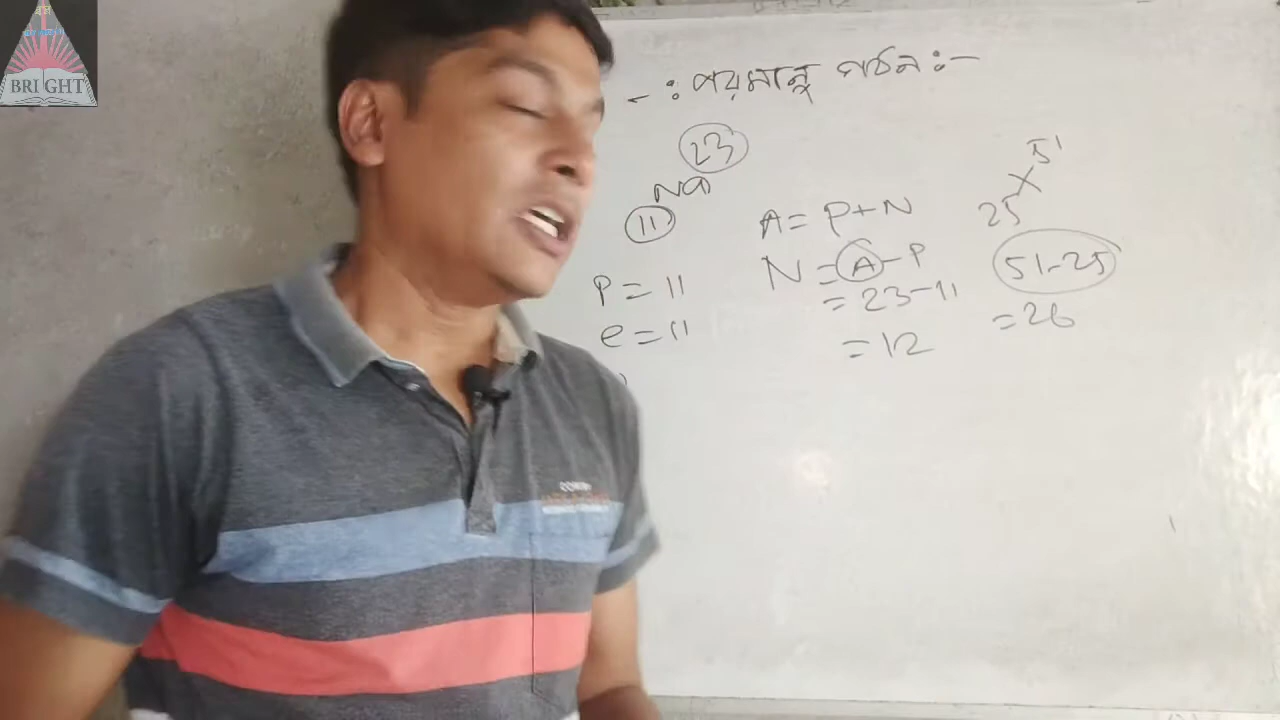 BRIGHT
-: পরমানু গঠন :-
23
Na
11
P = 11
e = 11
A = P+N
N = A-P
= 23-11
= 12
51
X
25
51-25
= 26